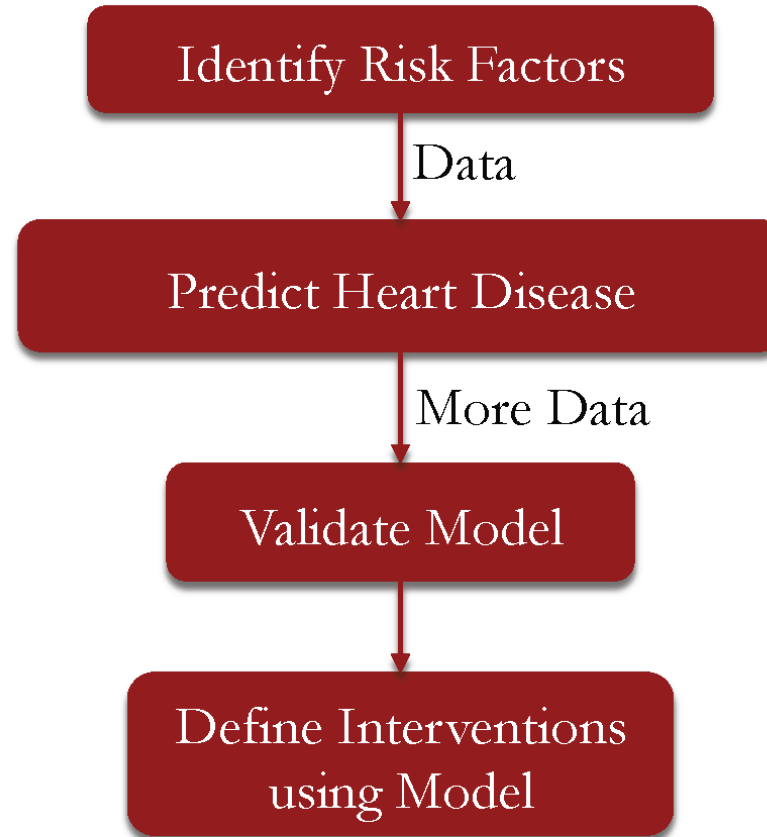 Identify Risk Factors
Data
Predict Heart Disease
More Data
Validate Model
Define Interventions
using Model